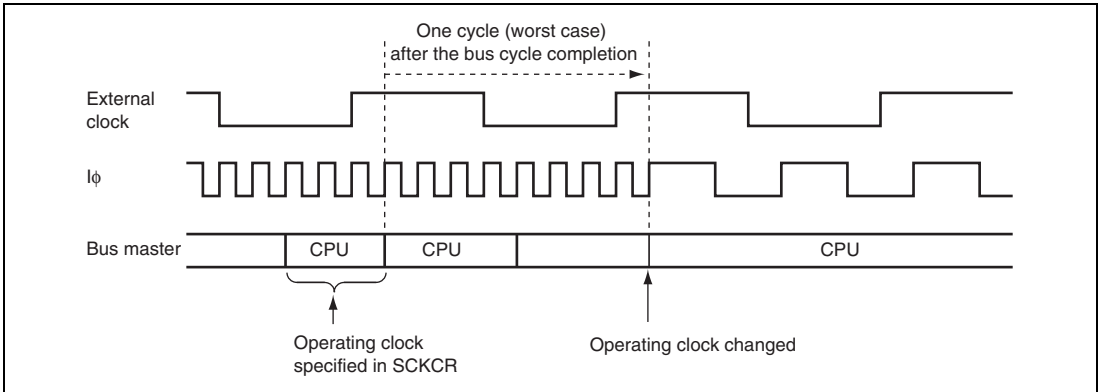 One cycle (worst case)
after the bus cycle completion
External
clock
Iϕ
Bus master
CPU
CPU
CPU
Operating clock
specified in SCKCR
Operating clock changed